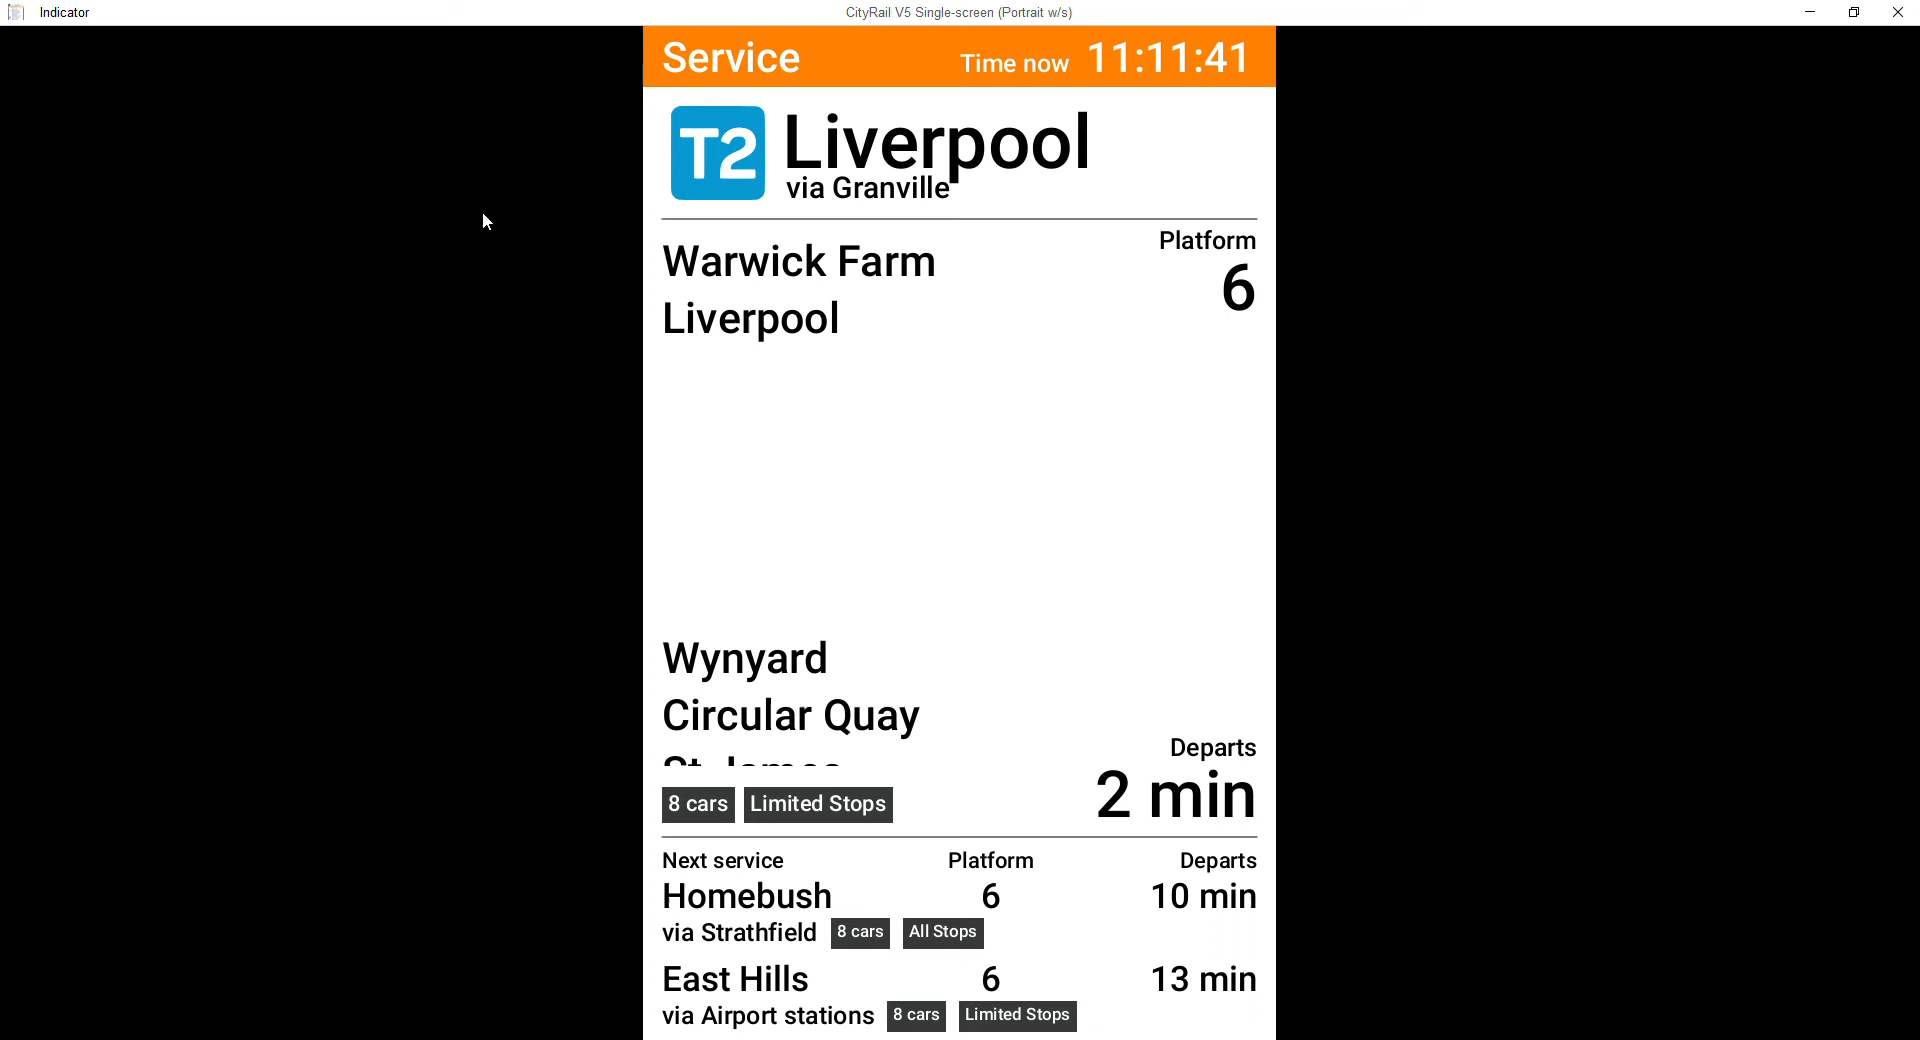 Indicator
CityRail V5 Single-screen (Portrait w/s)
Service Time now 11:11:41
T2 Liverpool
via Granville
Platform
Warwick Farm
6
Liverpool
Wynyard
Circular Quay
Departs
St James
2 min
8 cars Limited Stops
Next service Platform Departs
Homebush 6 10 min
via Strathfield 8 cars All Stops
East Hills 6 13 min
via Airport stations 8 cars Limited Stops